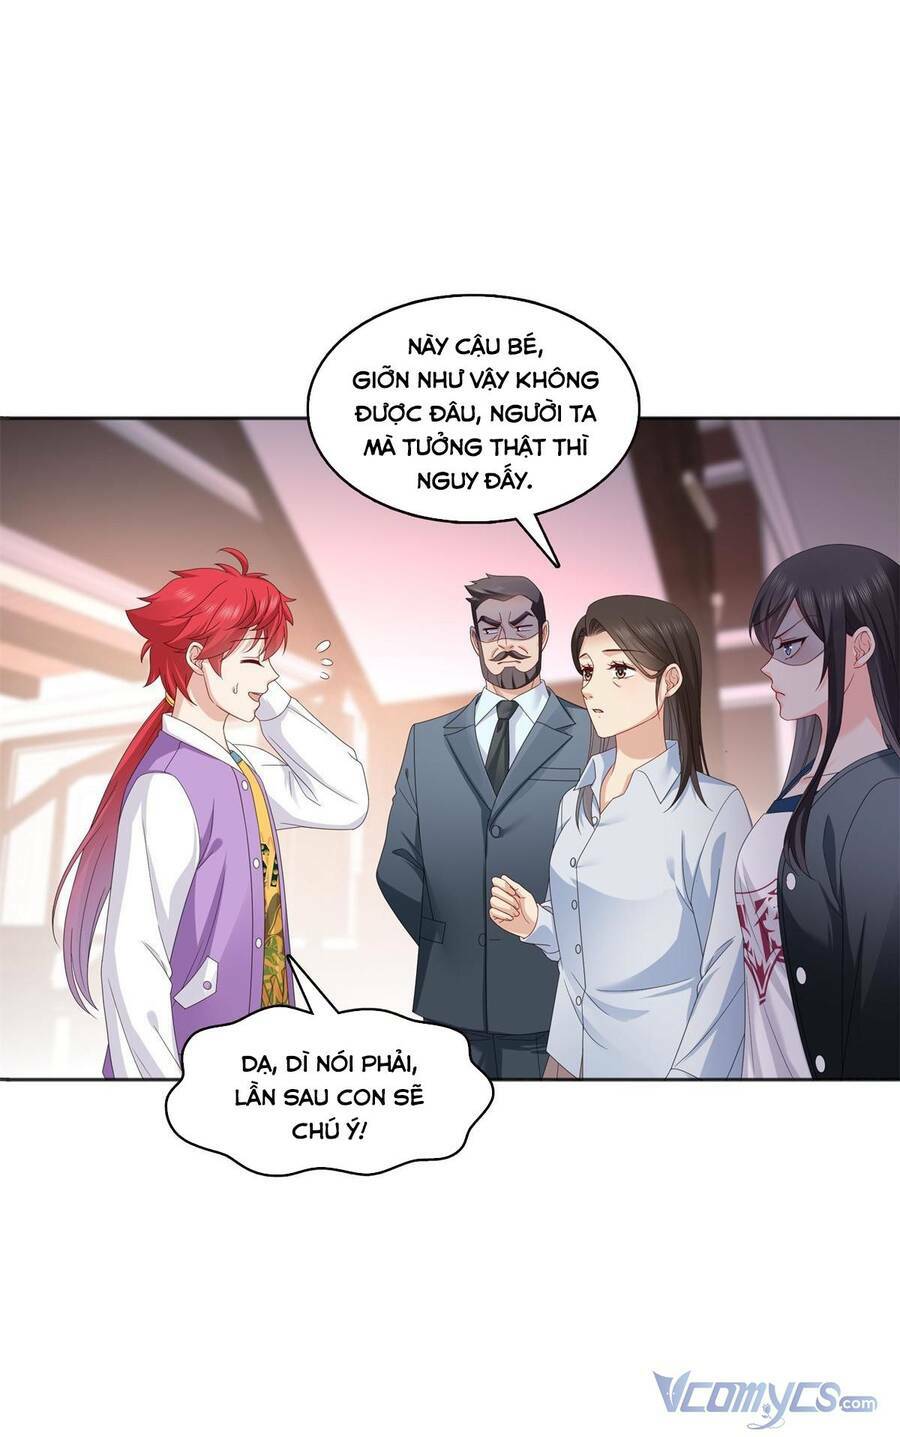 NÀY CẬU BÉ,
GIỠN NHƯ VẬY KHÔNG
ĐƯỢC ĐÂU, NGƯỜI TA
MÀ TƯỞNG THẬT THÌ
NGUY ĐẤY.
DẠ, DÌ NÓI PHẢI,
LẦN SAU CON SẼ
CHÚ Ý!
VCOMYCS.com